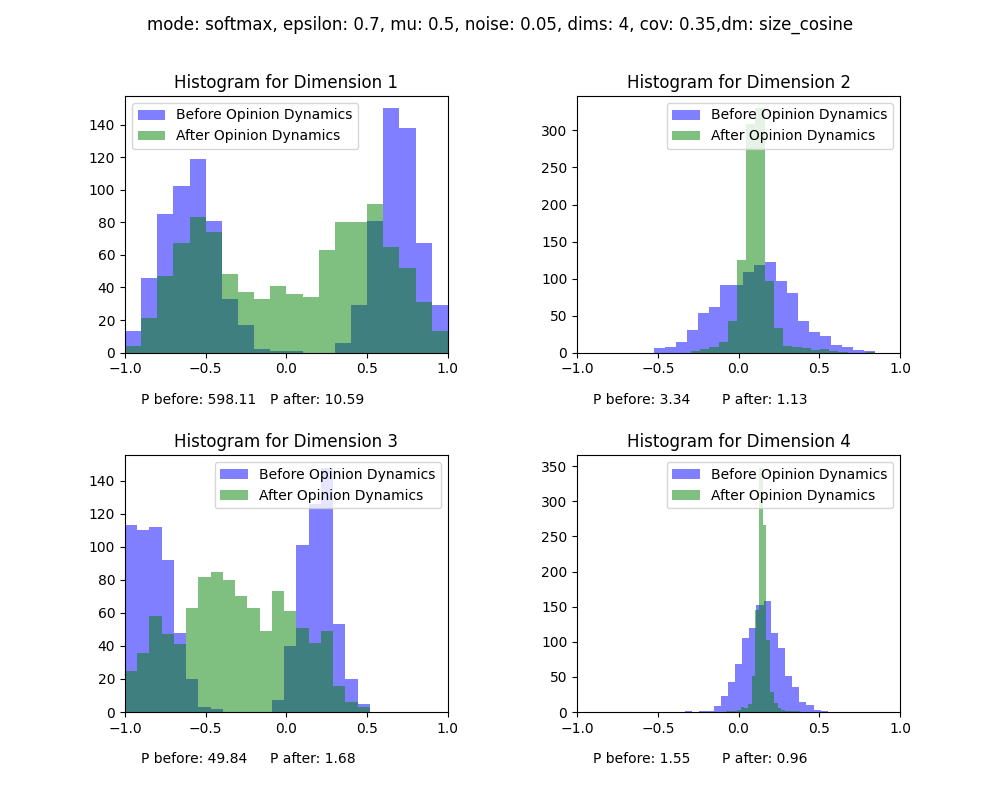 mode: softmax, epsilon: 0.7, mu: 0.5, noise: 0.05, dims: 4, cov: 0.35,dm: size_cosine
Histogram for Dimension 1
Before Opinion Dynamics
After Opinion Dynamics
140
120
100
80
60
40
20
0
−1.0 −0.5 0.0 0.5 1.0
P before: 598.11 P after: 10.59
Histogram for Dimension 2
Before Opinion Dynamics
After Opinion Dynamics
300
250
200
150
100
50
0
−1.0 −0.5 0.0 0.5 1.0
P before: 3.34 P after: 1.13
Histogram for Dimension 3
Before Opinion Dynamics
After Opinion Dynamics
140
120
100
80
60
40
20
0
−1.0 −0.5 0.0 0.5 1.0
P before: 49.84 P after: 1.68
Histogram for Dimension 4
Before Opinion Dynamics
After Opinion Dynamics
350
300
250
200
150
100
50
0
−1.0 −0.5 0.0 0.5 1.0
P before: 1.55 P after: 0.96